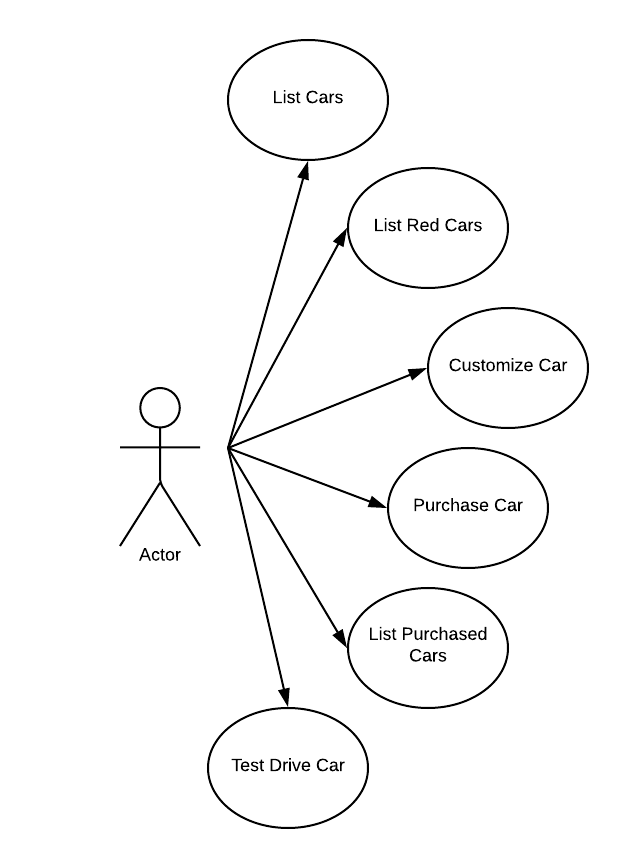 List Cars
List Red Cars
Customize Car
Purchase Car
Actor
List Purchased
Cars
Test Drive Car